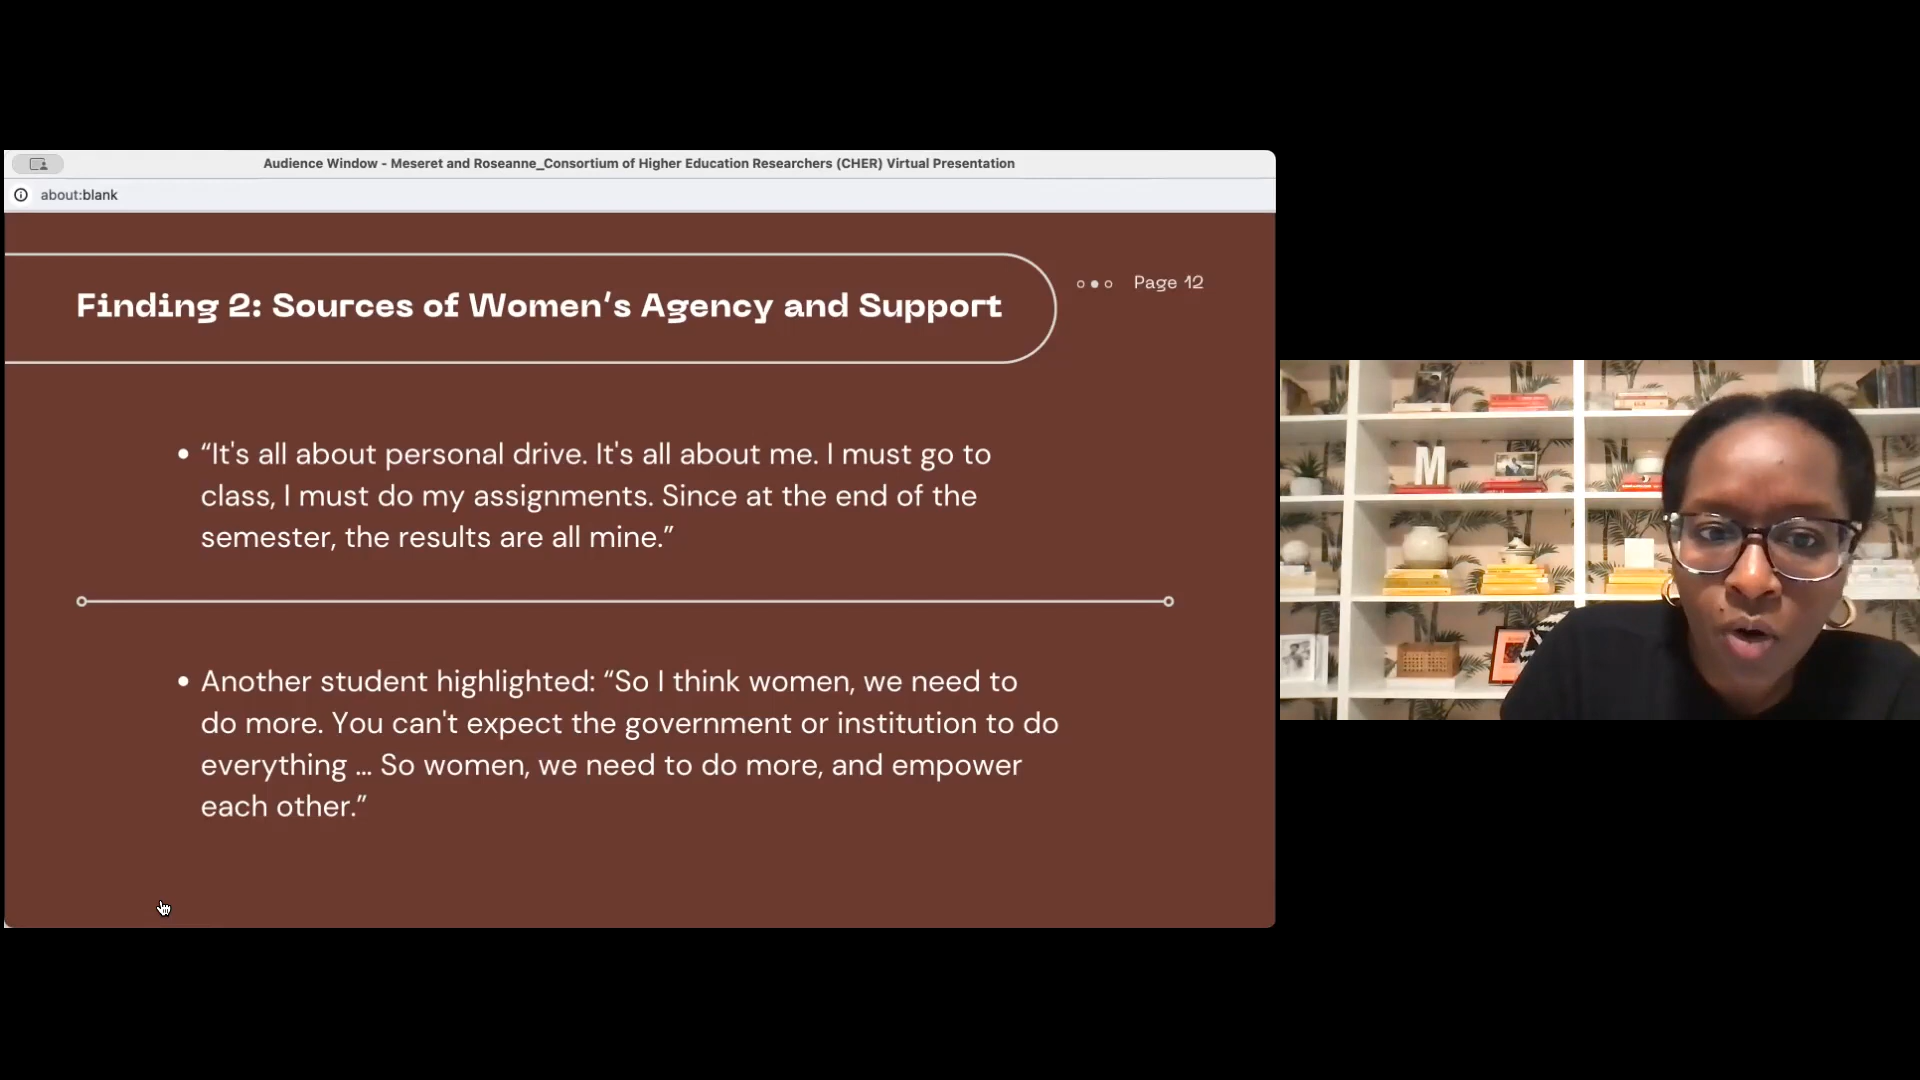 Audience Window - Meseret and Roseanne_Consortium of Higher Education Researchers (CHER) Virtual Presentation
about:blank
Finding 2: Sources of Women's Agency and Support
Page 12
• “It's all about personal drive. It's all about me. I must go to
class, I must do my assignments. Since at the end of the
semester, the results are all mine.”
• Another student highlighted: “So I think women, we need to
do more. You can't expect the government or institution to do
everything ... So women, we need to do more, and empower
each other.”
M